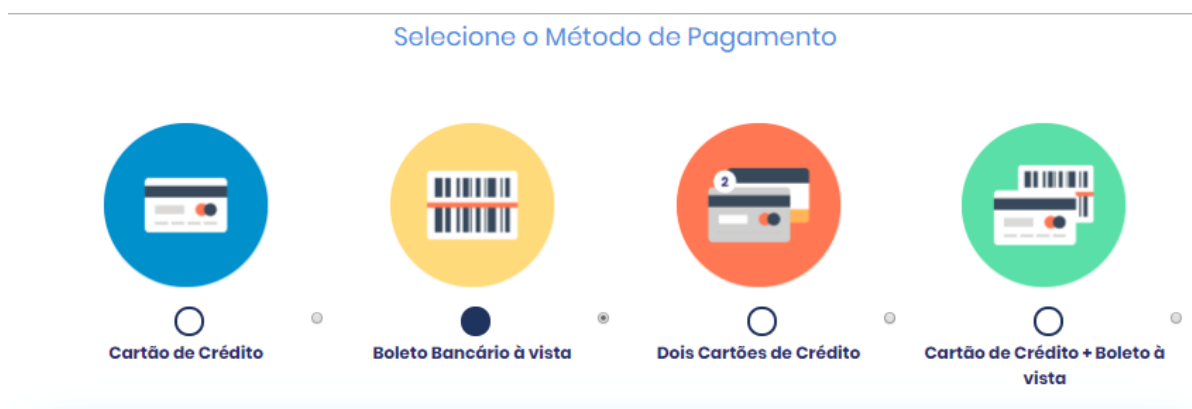 Selecione o Método de Pagamento
2
Cartão de Crédito
Boleto Bancário à vista
Dois Cartões de Crédito
Cartão de Crédito + Boleto à
vista